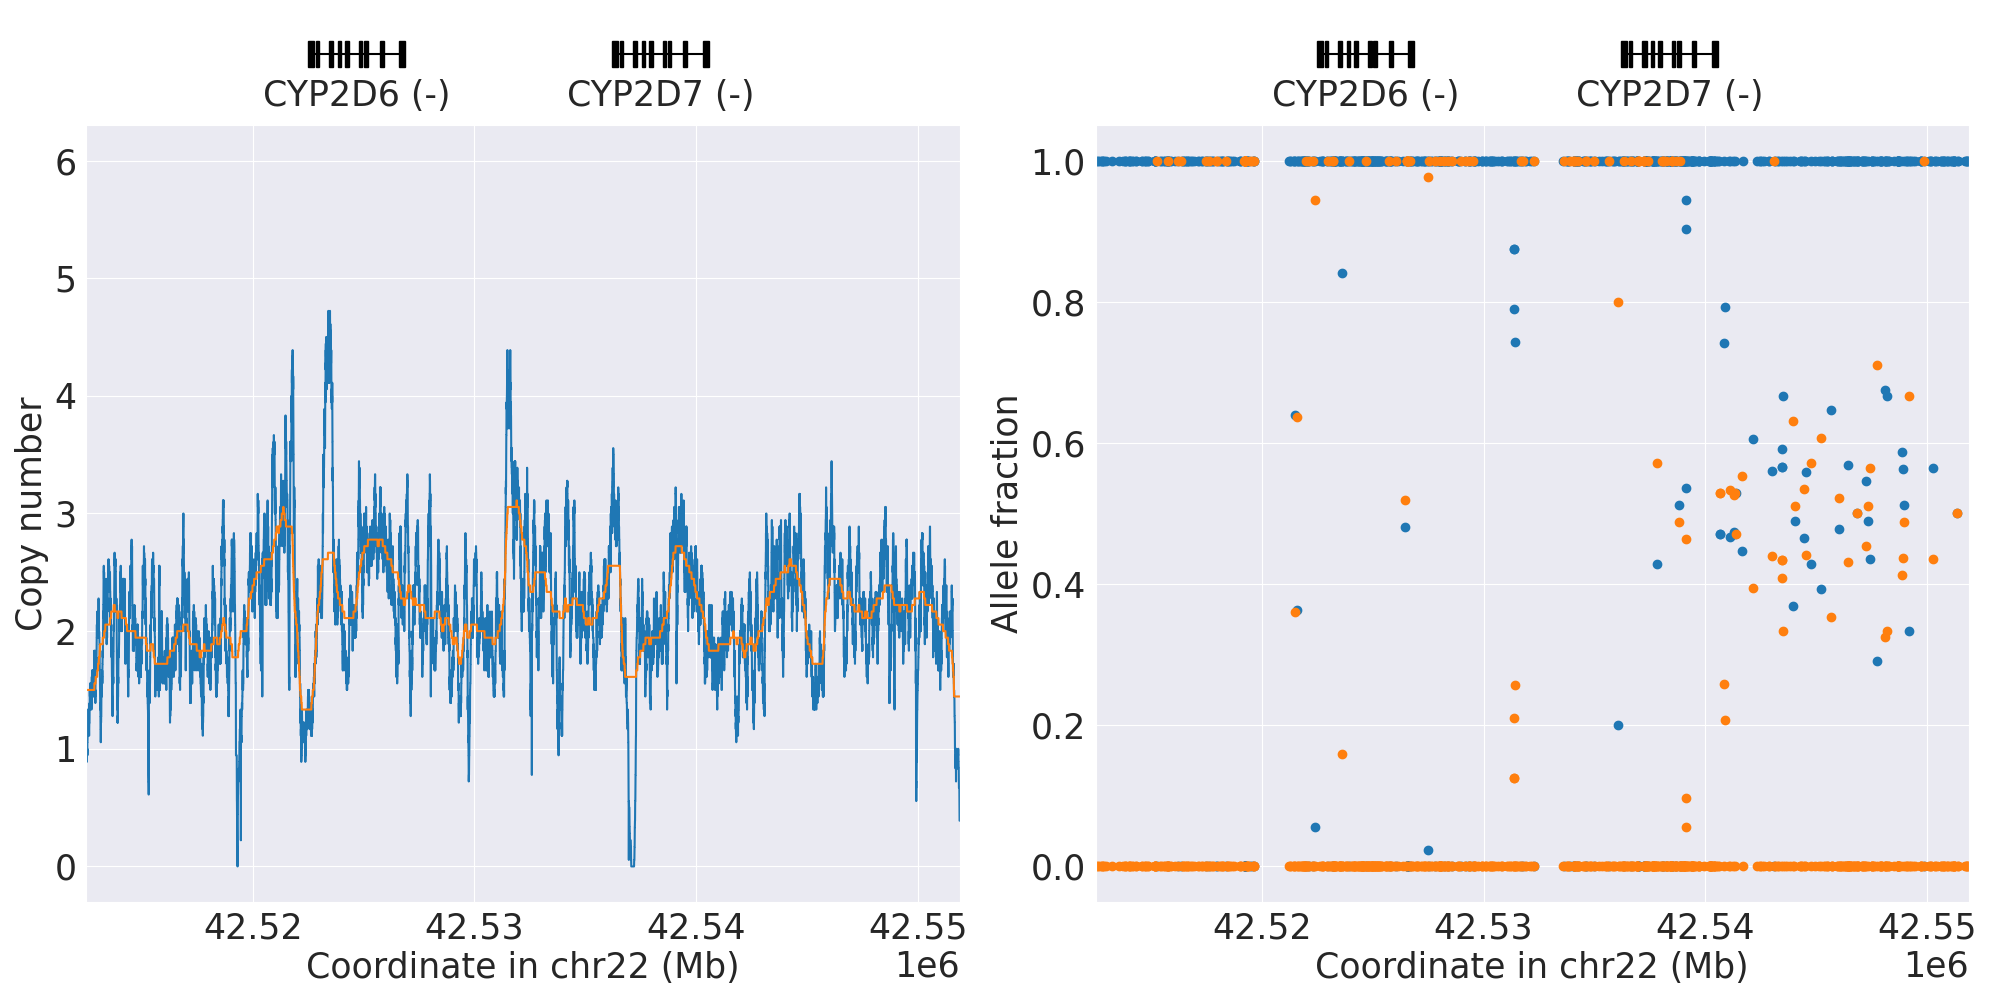 CYP2D6 (-)
CYP2D7 (-)
6
5
4
3
2
1
0
Copy number
42.52
42.53
42.54
42.55
Coordinate in chr22 (Mb)
1e6
CYP2D6 (-)
CYP2D7 (-)
1.0
0.8
0.6
0.4
0.2
0.0
Allele fraction
42.52
42.53
42.54
42.55
Coordinate in chr22 (Mb)
1e6